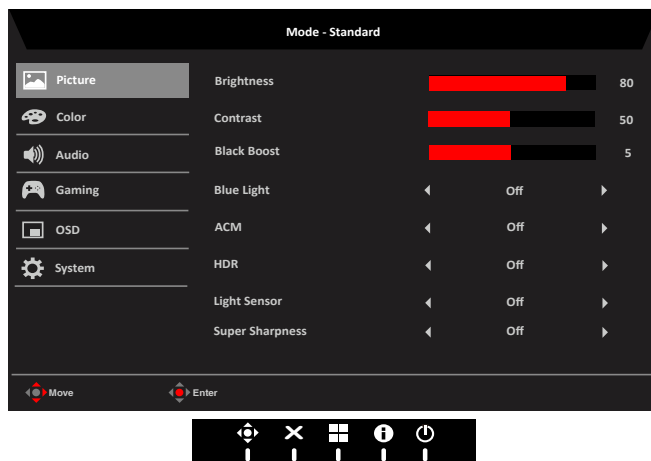 Mode - Standard
Picture
Brightness 80
Color
Contrast 50
Audio
Black Boost 5
Gaming
Blue Light Off
OSD
ACM Off
System
HDR Off
Light Sensor Off
Super Sharpness Off
Move Enter